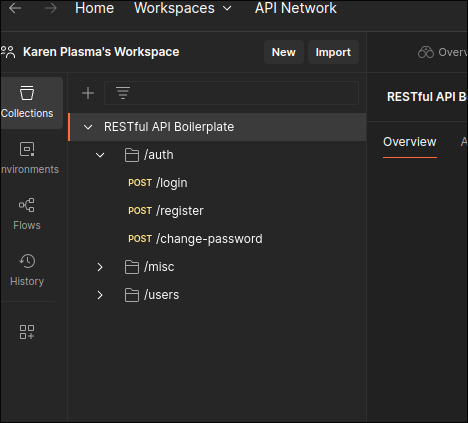 Home Workspaces API Network
Karen Plasma's Workspace New Import Overv
RESTful API B
Collections
RESTful API Boilerplate
Overview A
/auth
nvironments
POST /login
POST /register
Flows
POST /change-password
/misc
History
/users